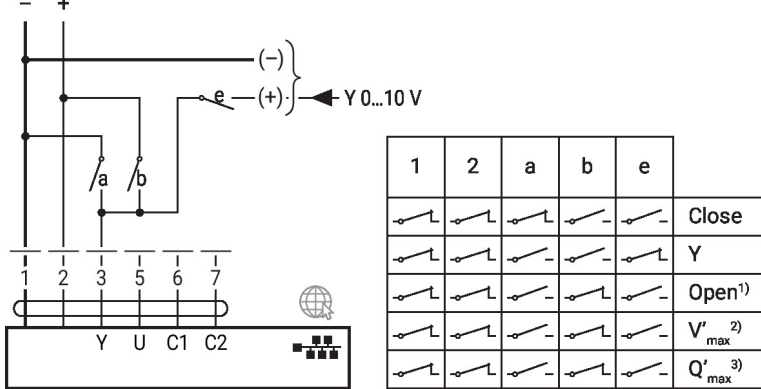 − +
(−)
e (+) Y 0...10 V
a b
1 2 3 5 6 7
Y U C1 C2
1 2 a b e
Close
Y
Open1)
V'max 2)
Q'max 3)